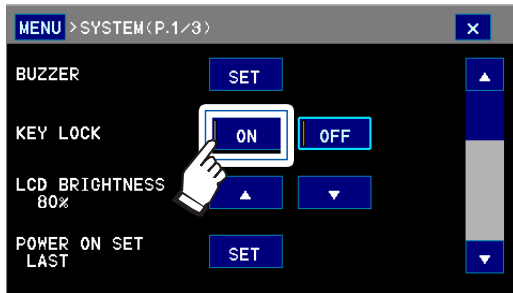 MENU >SYSTEM(P.1/3) ×
BUZZER SET ▲
KEY LOCK ON OFF
LCD BRIGHTNESS ▲ ▼
80%
POWER ON SET SET
LAST ▼